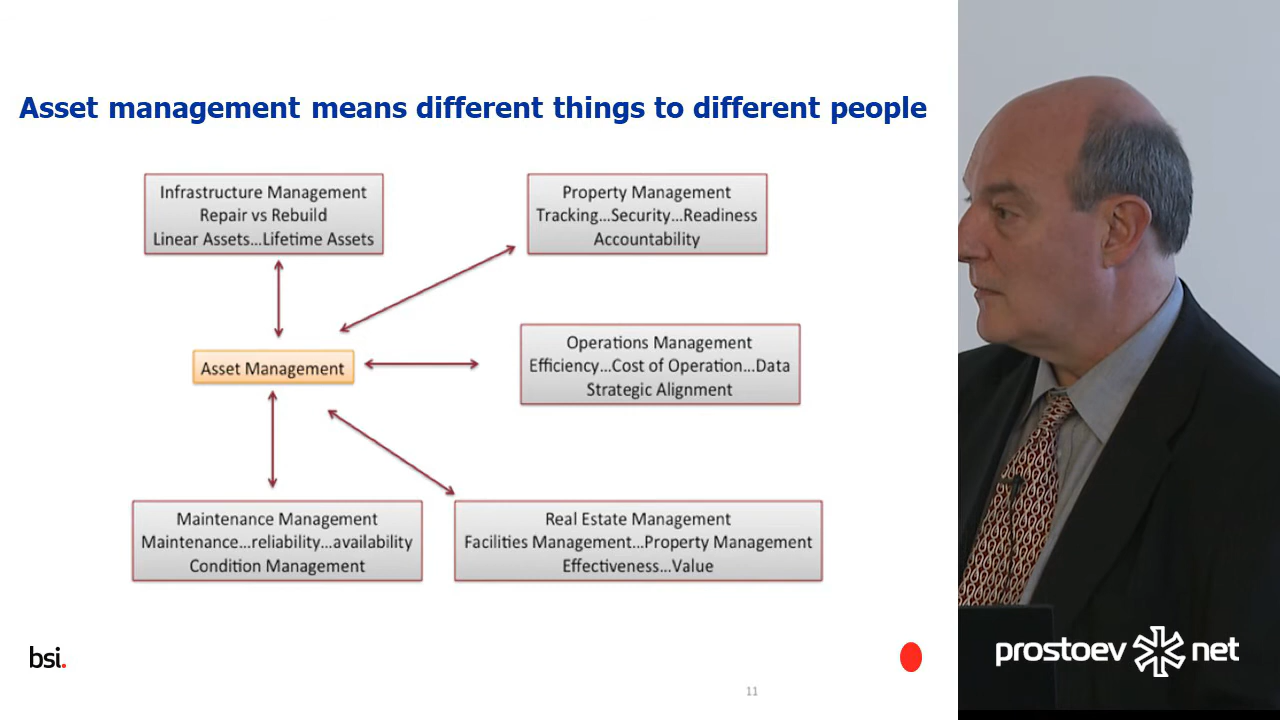 Asset management means different things to different people
Infrastructure Management
Repair vs Rebuild
Linear Assets...Lifetime Assets
Property Management
Tracking...Security...Readiness
Accountability
Asset Management
Operations Management
Efficiency...Cost of Operation...Data
Strategic Alignment
Maintenance Management
Maintenance...reliability...availability
Condition Management
Real Estate Management
Facilities Management...Property Management
Effectiveness...Value
bsi.
11
prostoev net